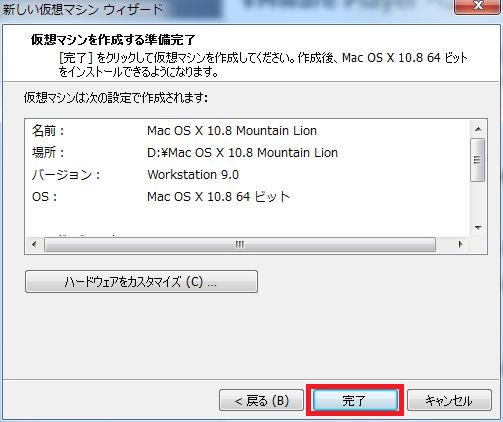 VMware Player へ
新しい仮想マシン ウィザード
仮想マシンを作成する準備完了
[完了] をクリックして仮想マシンを作成してください。作成後、Mac OS X 10.8 64 ビット
をインストールできるようになります。
仮想マシンは次の設定で作成されます:
名前： Mac OS X 10.8 Mountain Lion
場所： D:¥Mac OS X 10.8 Mountain Lion
バージョン： Workstation 9.0
OS： Mac OS X 10.8 64 ビット
ハードウェアをカスタマイズ (C) ...
< 戻る (B)
完了
キャンセル